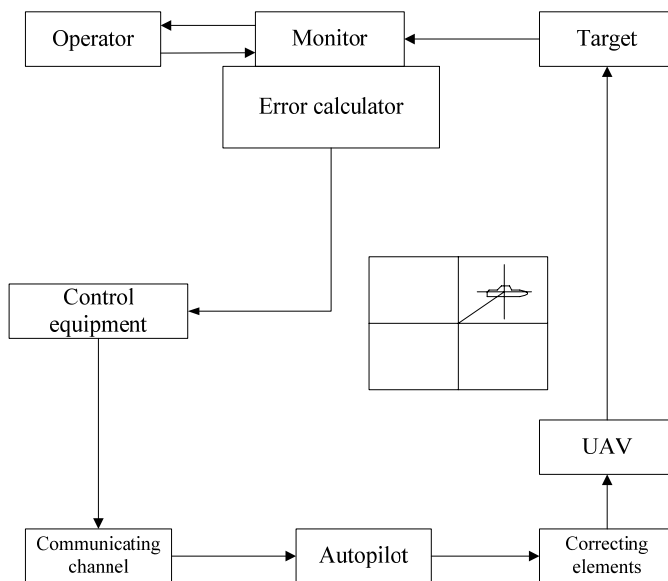 Operator
Monitor
Target
Error calculator
Control
equipment
UAV
Communicating
channel
Autopilot
Correcting
elements